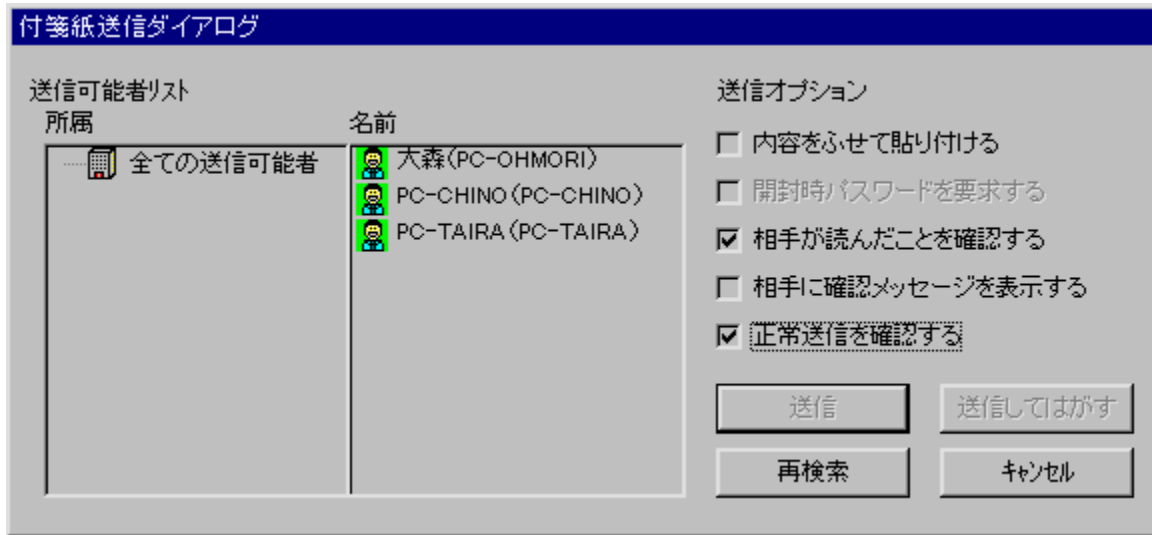 付箋紙送信ダイアログ
送信可能者リスト
所属
名前
全ての送信可能者
大森(PC-OHMORI)
PC-CHINO(PC-CHINO)
PC-TAIRA(PC-TAIRA)
送信オプション
内容をふせて貼り付ける
開封時パスワードを要求する
相手が読んだことを確認する
相手に確認メッセージを表示する
正常送信を確認する
送信
送信してはがす
再検索
キャンセル